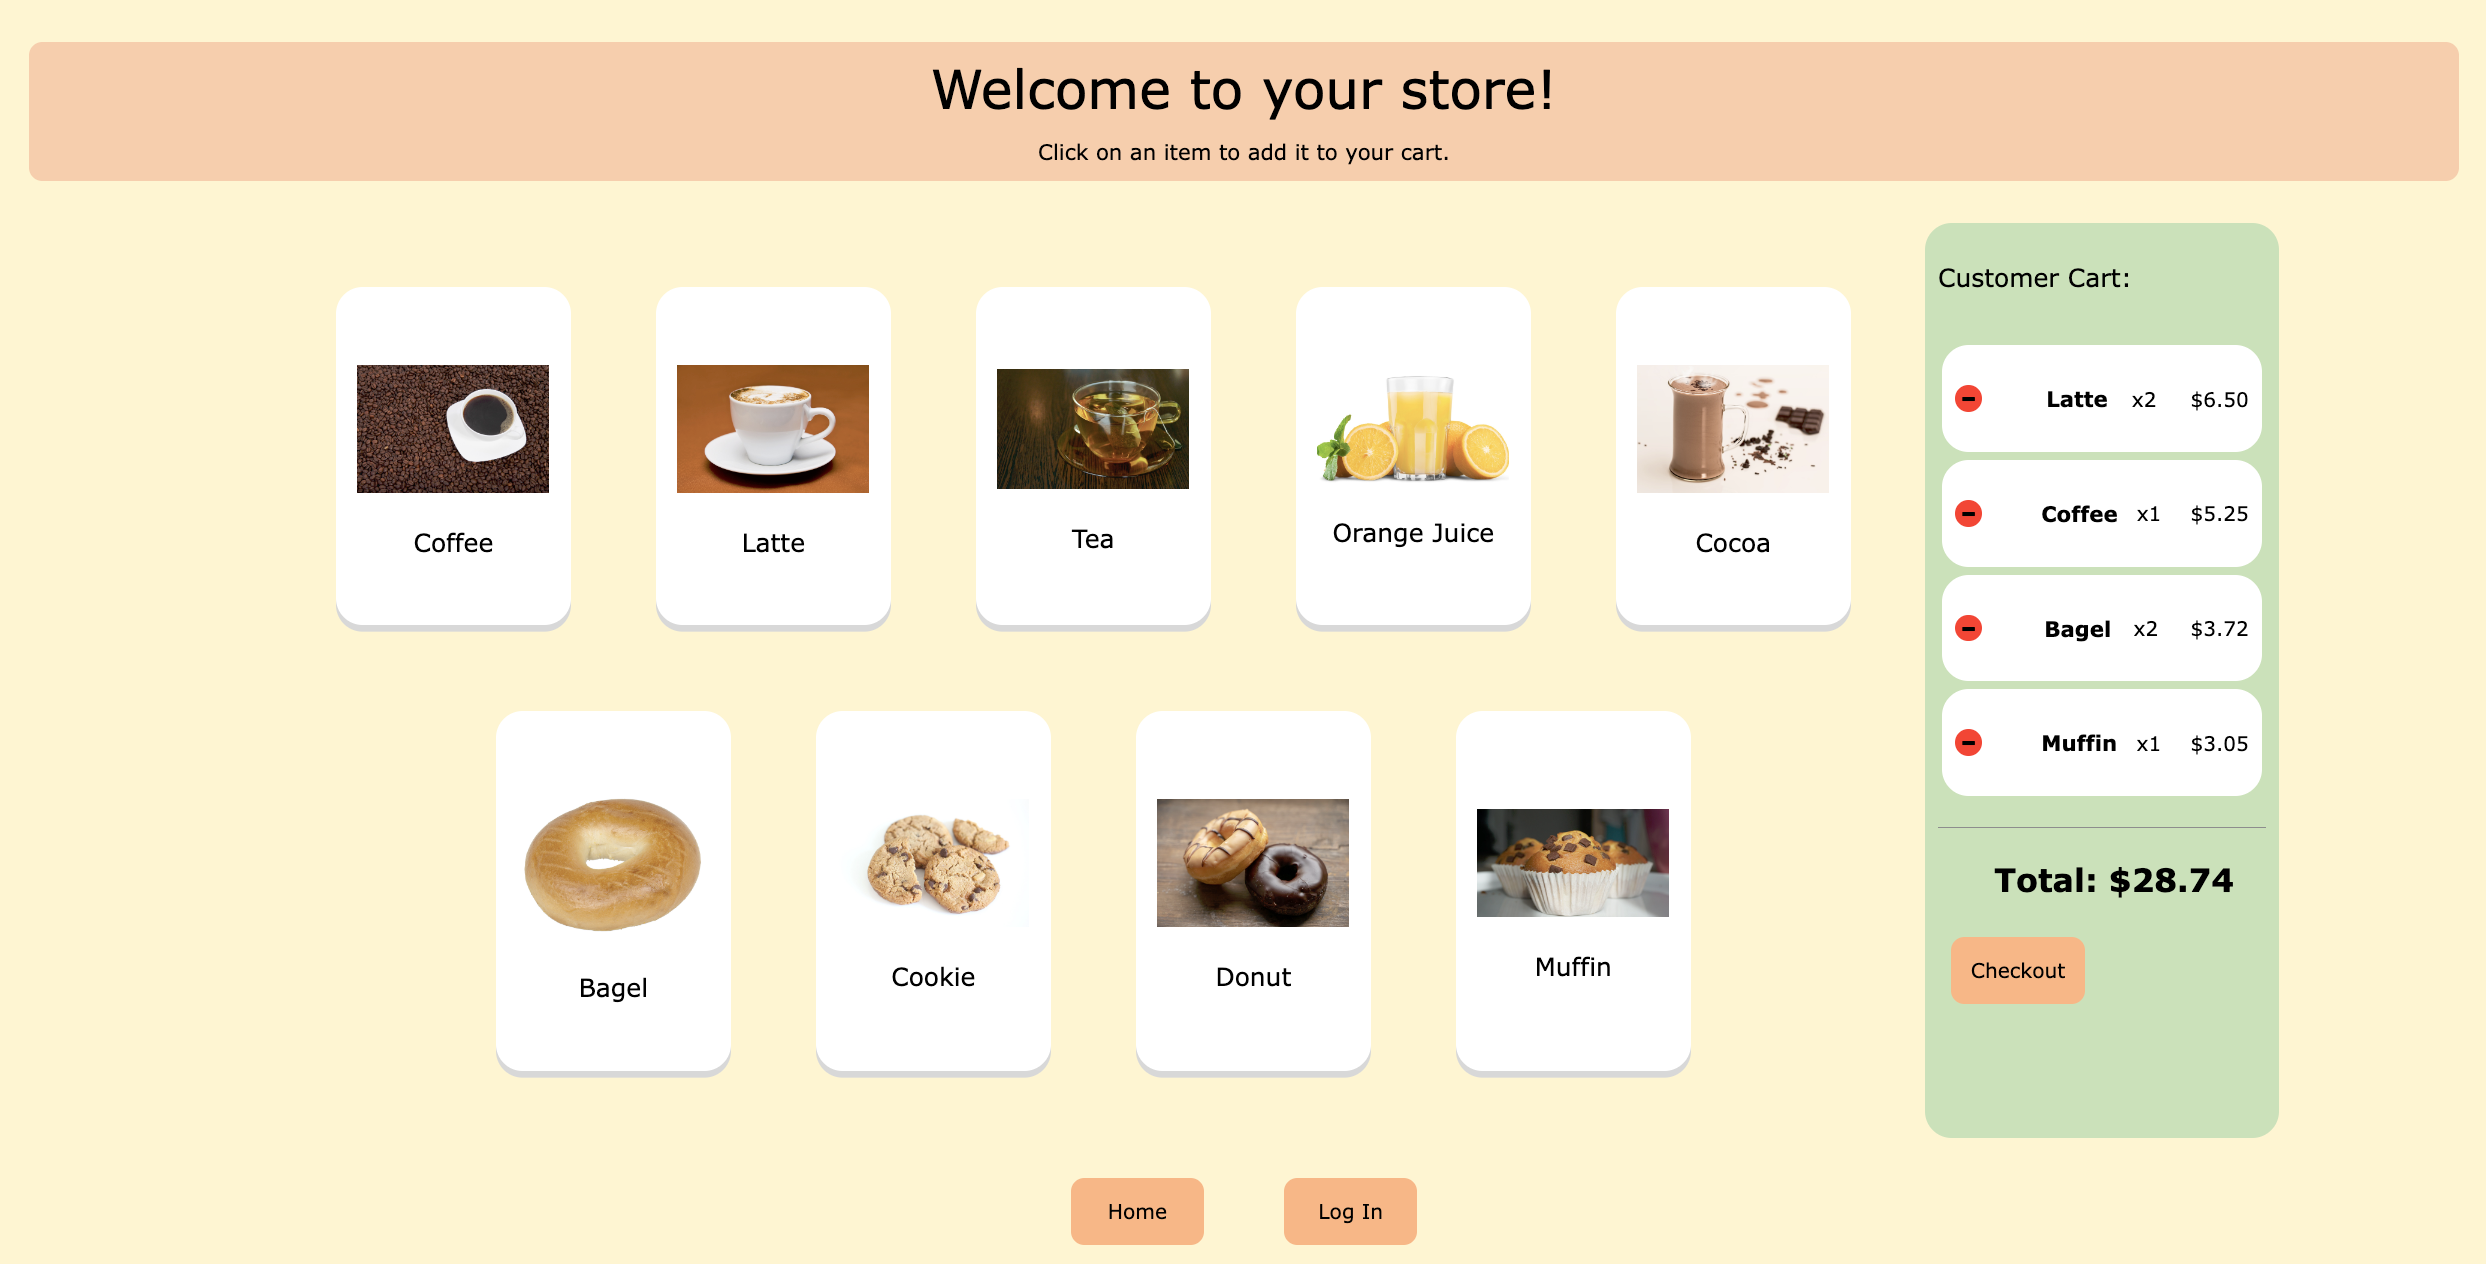 Welcome to your store!
Click on an item to add it to your cart.
Coffee
Latte
Tea
Orange Juice
Cocoa
Bagel
Cookie
Donut
Muffin
Customer Cart:
Latte x2 $6.50
Coffee x1 $5.25
Bagel x2 $3.72
Muffin x1 $3.05
Total: $28.74
Checkout
Home
Log In